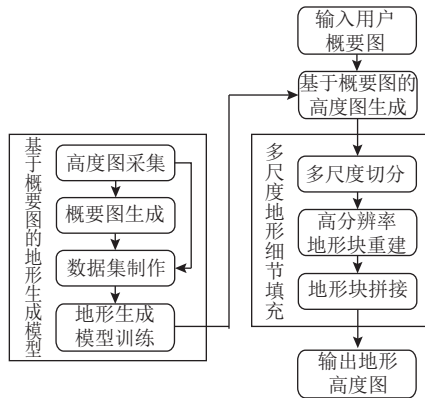 输入用户
概要图
基于概要图的
高度图生成
基于概要图的地形生成模型
高度图采集
概要图生成
数据集制作
地形生成
模型训练
多尺度地形细节填充
多尺度切分
高分辨率
地形块重建
地形块拼接
输出地形
高度图